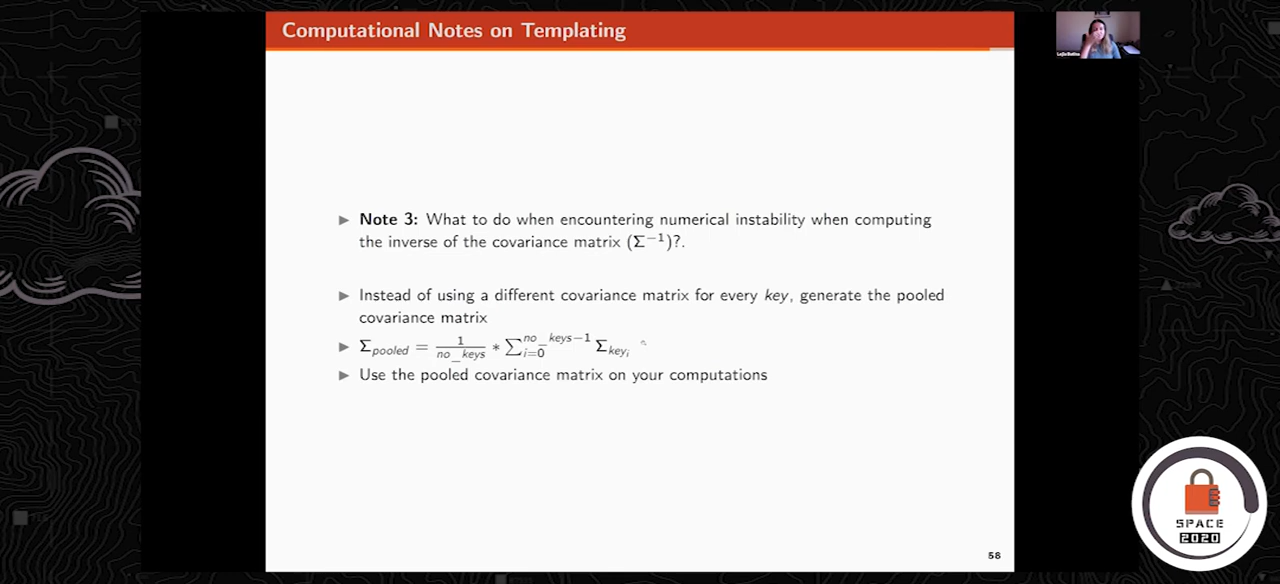 Computational Notes on Templating
▶ Note 3: What to do when encountering numerical instability when computing
the inverse of the covariance matrix (Σ⁻¹)?.
▶ Instead of using a different covariance matrix for every key, generate the pooled
covariance matrix
▶ Σ_pooled = 1/no_keys * Σ_{i=0}^{no_keys−1} Σ_{key_i}
▶ Use the pooled covariance matrix on your computations
58
SPACE
2020